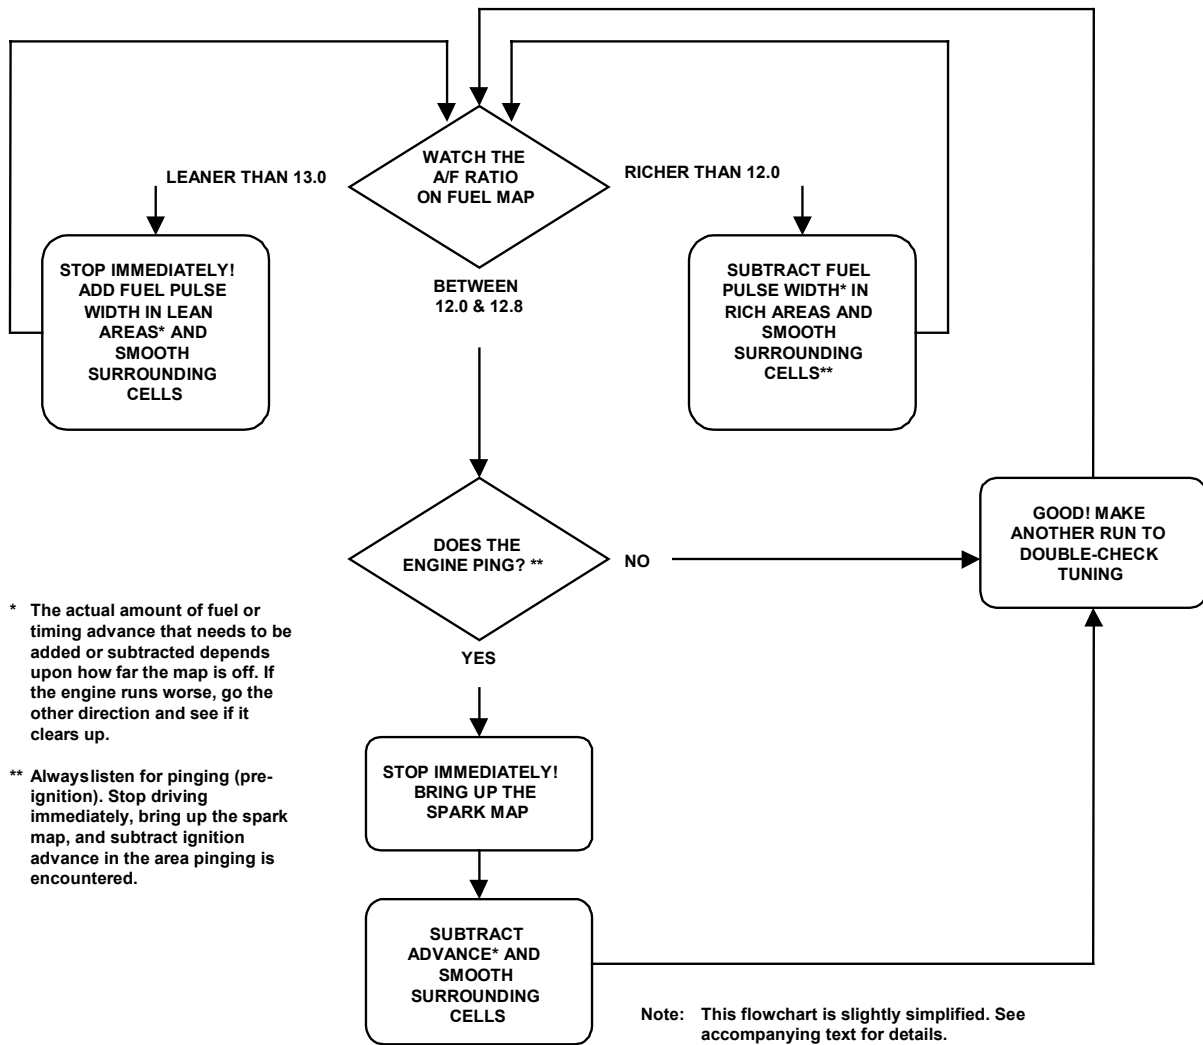 WATCH THE
A/F RATIO
ON FUEL MAP
LEANER THAN 13.0
RICHER THAN 12.0
STOP IMMEDIATELY!
ADD FUEL PULSE
WIDTH IN LEAN
AREAS* AND
SMOOTH
SURROUNDING
CELLS
BETWEEN
12.0 & 12.8
SUBTRACT FUEL
PULSE WIDTH* IN
RICH AREAS AND
SMOOTH
SURROUNDING
CELLS**
DOES THE
ENGINE PING? **
NO
GOOD! MAKE
ANOTHER RUN TO
DOUBLE-CHECK
TUNING
YES
STOP IMMEDIATELY!
BRING UP THE
SPARK MAP
SUBTRACT
ADVANCE* AND
SMOOTH
SURROUNDING
CELLS
* The actual amount of fuel or
timing advance that needs to be
added or subtracted depends
upon how far the map is off. If
the engine runs worse, go the
other direction and see if it
clears up.
** Alwayslisten for pinging (pre-
ignition). Stop driving
immediately, bring up the spark
map, and subtract ignition
advance in the area pinging is
encountered.
Note: This flowchart is slightly simplified. See
accompanying text for details.